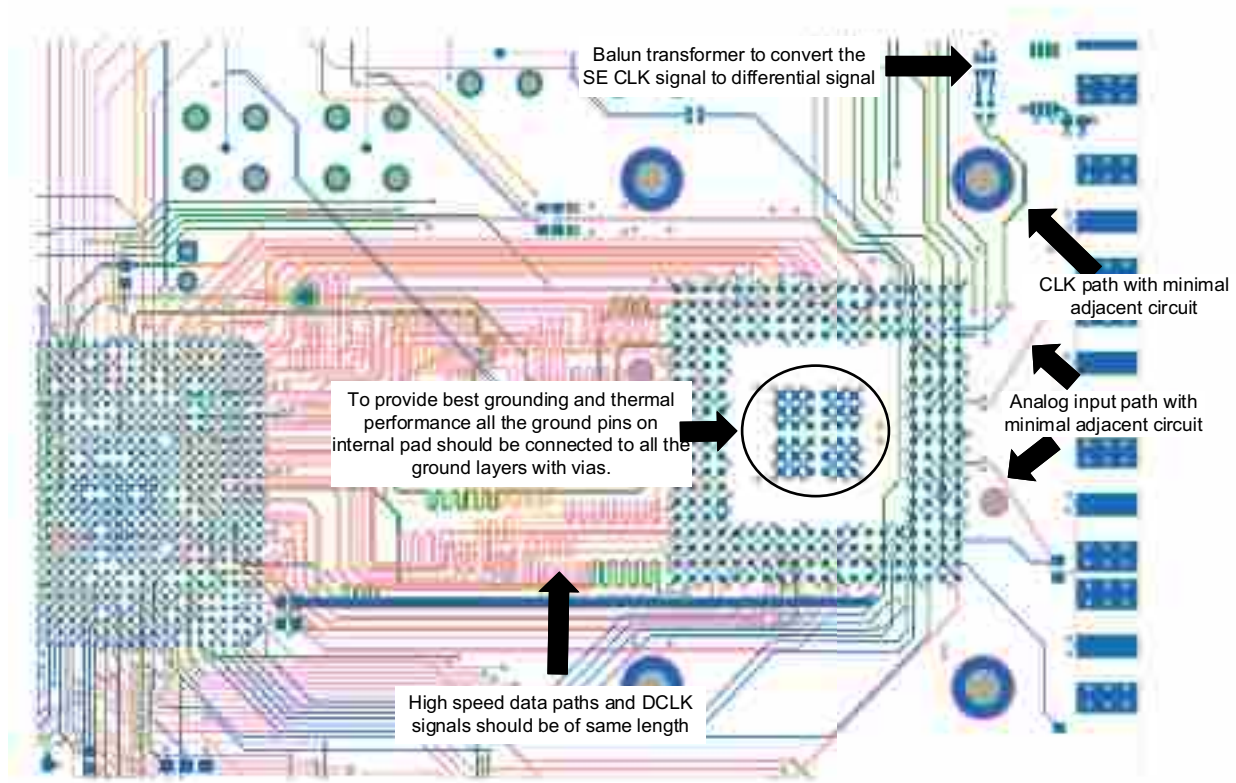 Balun transformer to convert the
SE CLK signal to differential signal
CLK path with minimal
adjacent circuit
To provide best grounding and thermal
performance all the ground pins on
internal pad should be connected to all the
ground layers with vias.
Analog input path with
minimal adjacent circuit
High speed data paths and DCLK
signals should be of same length